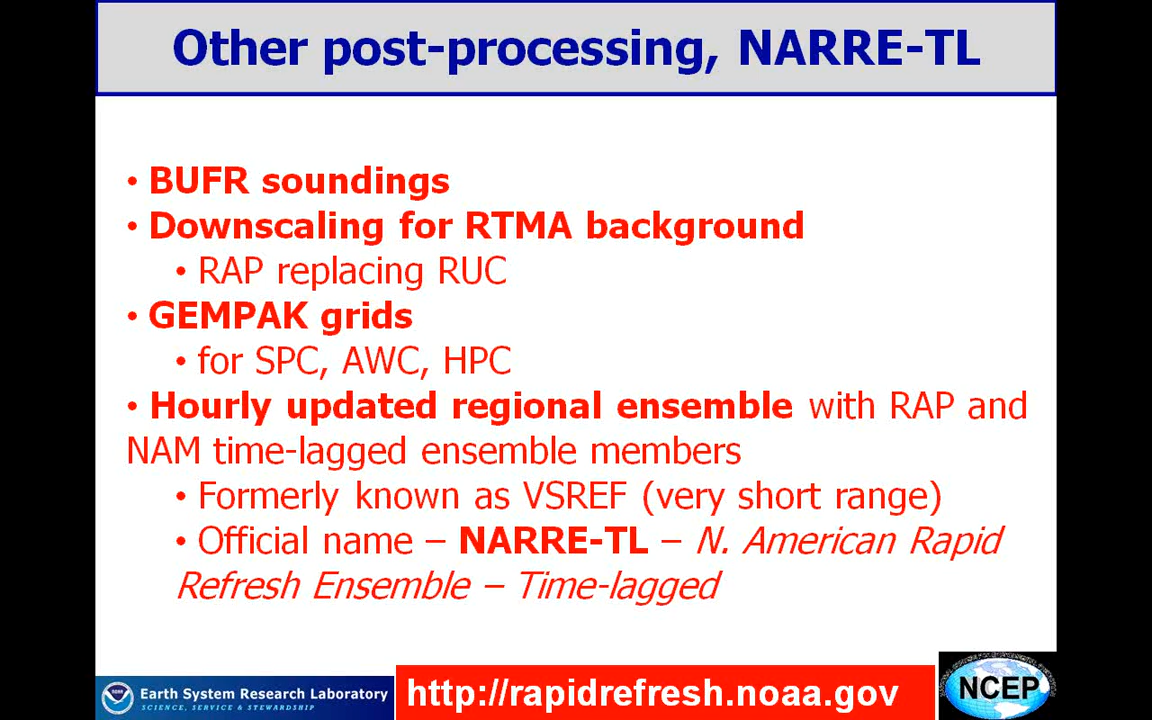 Other post-processing, NARRE-TL
• BUFR soundings
• Downscaling for RTMA background
• RAP replacing RUC
• GEMPAK grids
• for SPC, AWC, HPC
• Hourly updated regional ensemble with RAP and
NAM time-lagged ensemble members
• Formerly known as VSREF (very short range)
• Official name – NARRE-TL – N. American Rapid
Refresh Ensemble – Time-lagged
Earth System Research Laboratory
SCIENCE, SERVICE & STEWARDSHIP
http://rapidrefresh.noaa.gov
NCEP